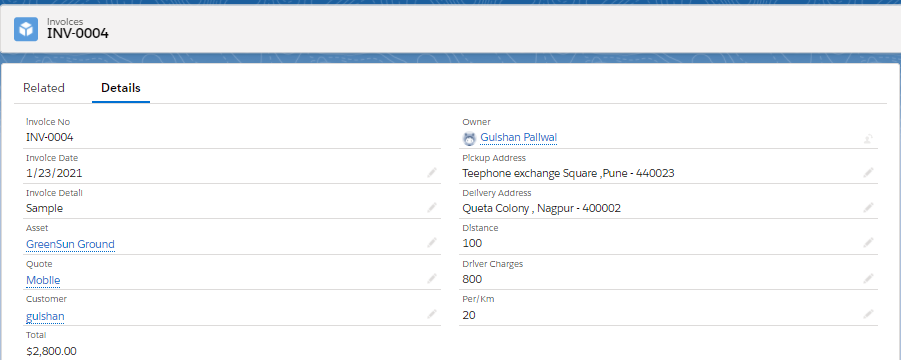 Invoices
INV-0004
Related
Details
Invoice No
INV-0004
Owner
Gulshan Paliwal
Invoice Date
1/23/2021
Pickup Address
Teephone exchange Square ,Pune - 440023
Invoice Detali
Sample
Delivery Address
Queta Colony , Nagpur - 400002
Asset
GreenSun Ground
Distance
100
Quote
Mobile
Driver Charges
800
Customer
gulshan
Per/Km
20
Total
$2,800.00